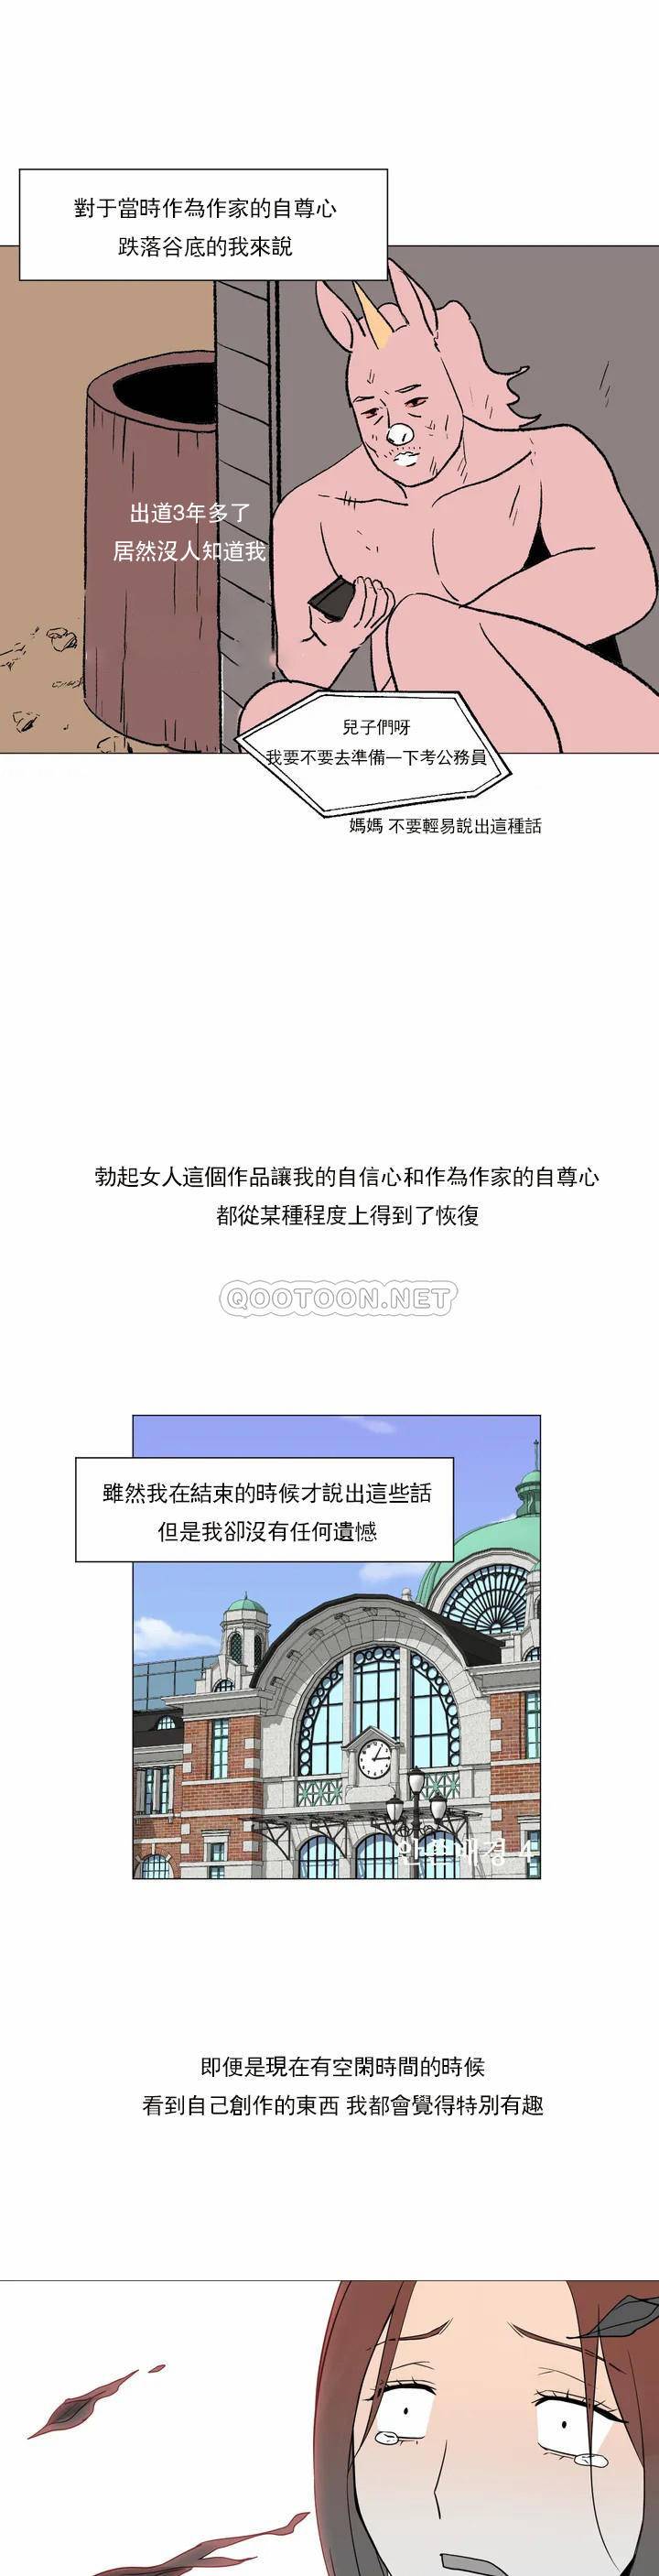 對于當時作為作家的自尊心
跌落谷底的我來說
出道3年多了
居然沒人知道我
兒子們呀
我要不要去準備一下考公務員
媽媽 不要輕易說出這種話
勃起女人這個作品讓我的自信心和作為作家的自尊心
都從某種程度上得到了恢復
QOOTOON.NET
雖然我在結束的時候才說出這些話
但是我卻沒有任何遺憾
4
即便是現在有空閑時間的時候
看到自己創作的東西 我都會覺得特別有趣